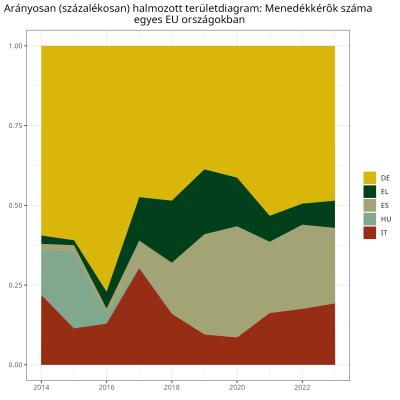 Arányosan (százalékosan) halmozott területdiagram: Menedékkérők száma
egyes EU országokban
1.00
0.75
0.50
0.25
0.00
2014
2016
2018
2020
2022
DE
EL
ES
HU
IT